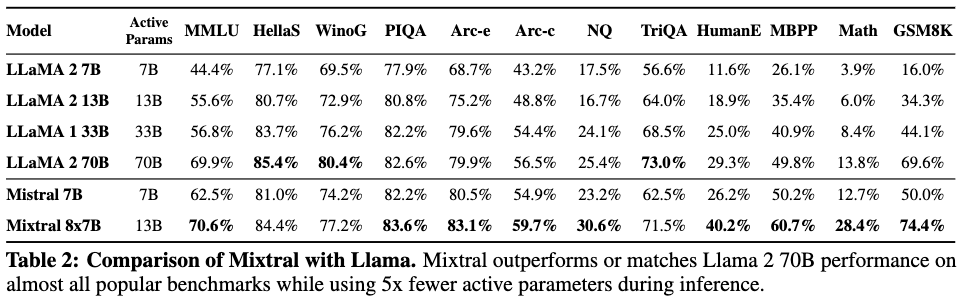 Model Active Params MMLU HellaS WinoG PIQA Arc-e Arc-c NQ TriQA HumanE MBPP Math GSM8K
LLaMA 2 7B 7B 44.4% 77.1% 69.5% 77.9% 68.7% 43.2% 17.5% 56.6% 11.6% 26.1% 3.9% 16.0%
LLaMA 2 13B 13B 55.6% 80.7% 72.9% 80.8% 75.2% 48.8% 16.7% 64.0% 18.9% 35.4% 6.0% 34.3%
LLaMA 1 33B 33B 56.8% 83.7% 76.2% 82.2% 79.6% 54.4% 24.1% 68.5% 25.0% 40.9% 8.4% 44.1%
LLaMA 2 70B 70B 69.9% 85.4% 80.4% 82.6% 79.9% 56.5% 25.4% 73.0% 29.3% 49.8% 13.8% 69.6%
Mistral 7B 7B 62.5% 81.0% 74.2% 82.2% 80.5% 54.9% 23.2% 62.5% 26.2% 50.2% 12.7% 50.0%
Mixtral 8x7B 13B 70.6% 84.4% 77.2% 83.6% 83.1% 59.7% 30.6% 71.5% 40.2% 60.7% 28.4% 74.4%
Table 2: Comparison of Mixtral with Llama. Mixtral outperforms or matches Llama 2 70B performance on
almost all popular benchmarks while using 5x fewer active parameters during inference.